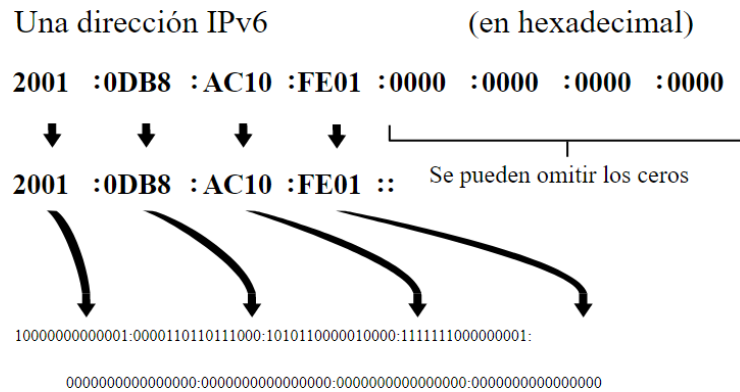 Una dirección IPv6 (en hexadecimal)
2001 :0DB8 :AC10 :FE01 :0000 :0000 :0000 :0000
2001 :0DB8 :AC10 :FE01 :: Se pueden omitir los ceros
10000000000001:0000110110111000:1010110000010000:1111111000000001:
0000000000000000:0000000000000000:0000000000000000:0000000000000000